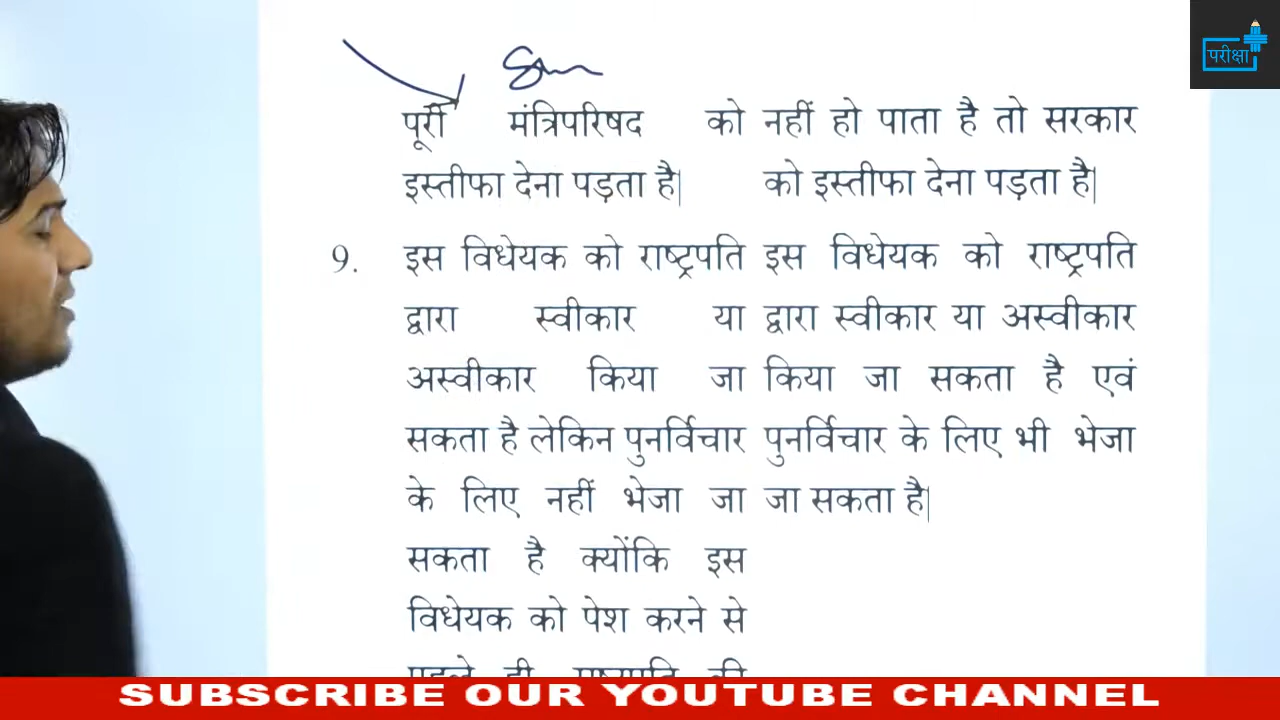 परीक्षा
पूरी मंत्रिपरिषद को
इस्तीफा देना पड़ता है|
नहीं हो पाता है तो सरकार
को इस्तीफा देना पड़ता है|
9. इस विधेयक को राष्ट्रपति
द्वारा स्वीकार या
अस्वीकार किया जा
सकता है लेकिन पुनर्विचार
के लिए नहीं भेजा जा
सकता है क्योंकि इस
विधेयक को पेश करने से
इस विधेयक को राष्ट्रपति
द्वारा स्वीकार या अस्वीकार
किया जा सकता है एवं
पुनर्विचार के लिए भी भेजा
जा सकता है|
SUBSCRIBE OUR YOUTUBE CHANNEL